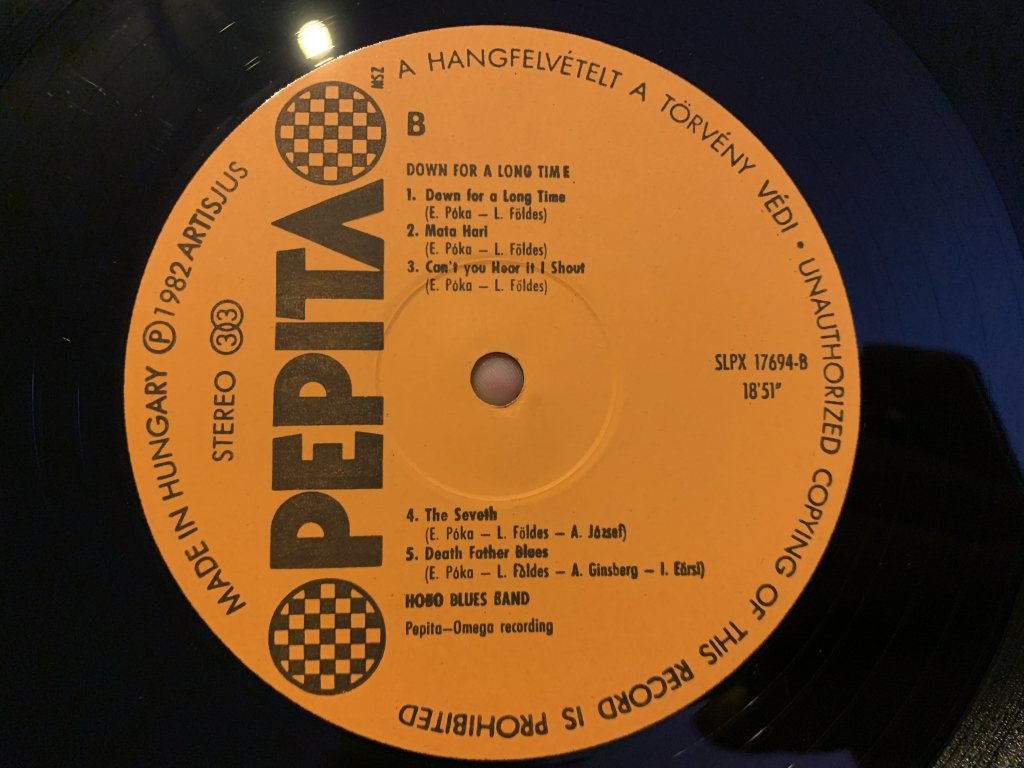 A HANGFELVÉTELT A TÖRVÉNY VÉDI • UNAUTHORIZED COPYING OF THIS RECORD IS PROHIBITED
MADE IN HUNGARY Ⓟ 1982 ARTISJUS
STEREO 303
PEPITA
MSZ
B
DOWN FOR A LONG TIME
1. Down for a Long Time
(E. Póka – L. Földes)
2. Mata Hari
(E. Póka – L. Földes)
3. Can't you Hear it I Shout
(E. Póka – L. Földes)
SLPX 17694-B
18'51"
4. The Seveth
(E. Póka – L. Földes – A. József)
5. Death Father Blues
(E. Póka – L. Földes – A. Ginsberg – I. Eörsi)
HOBO BLUES BAND
Pepita–Omega recording